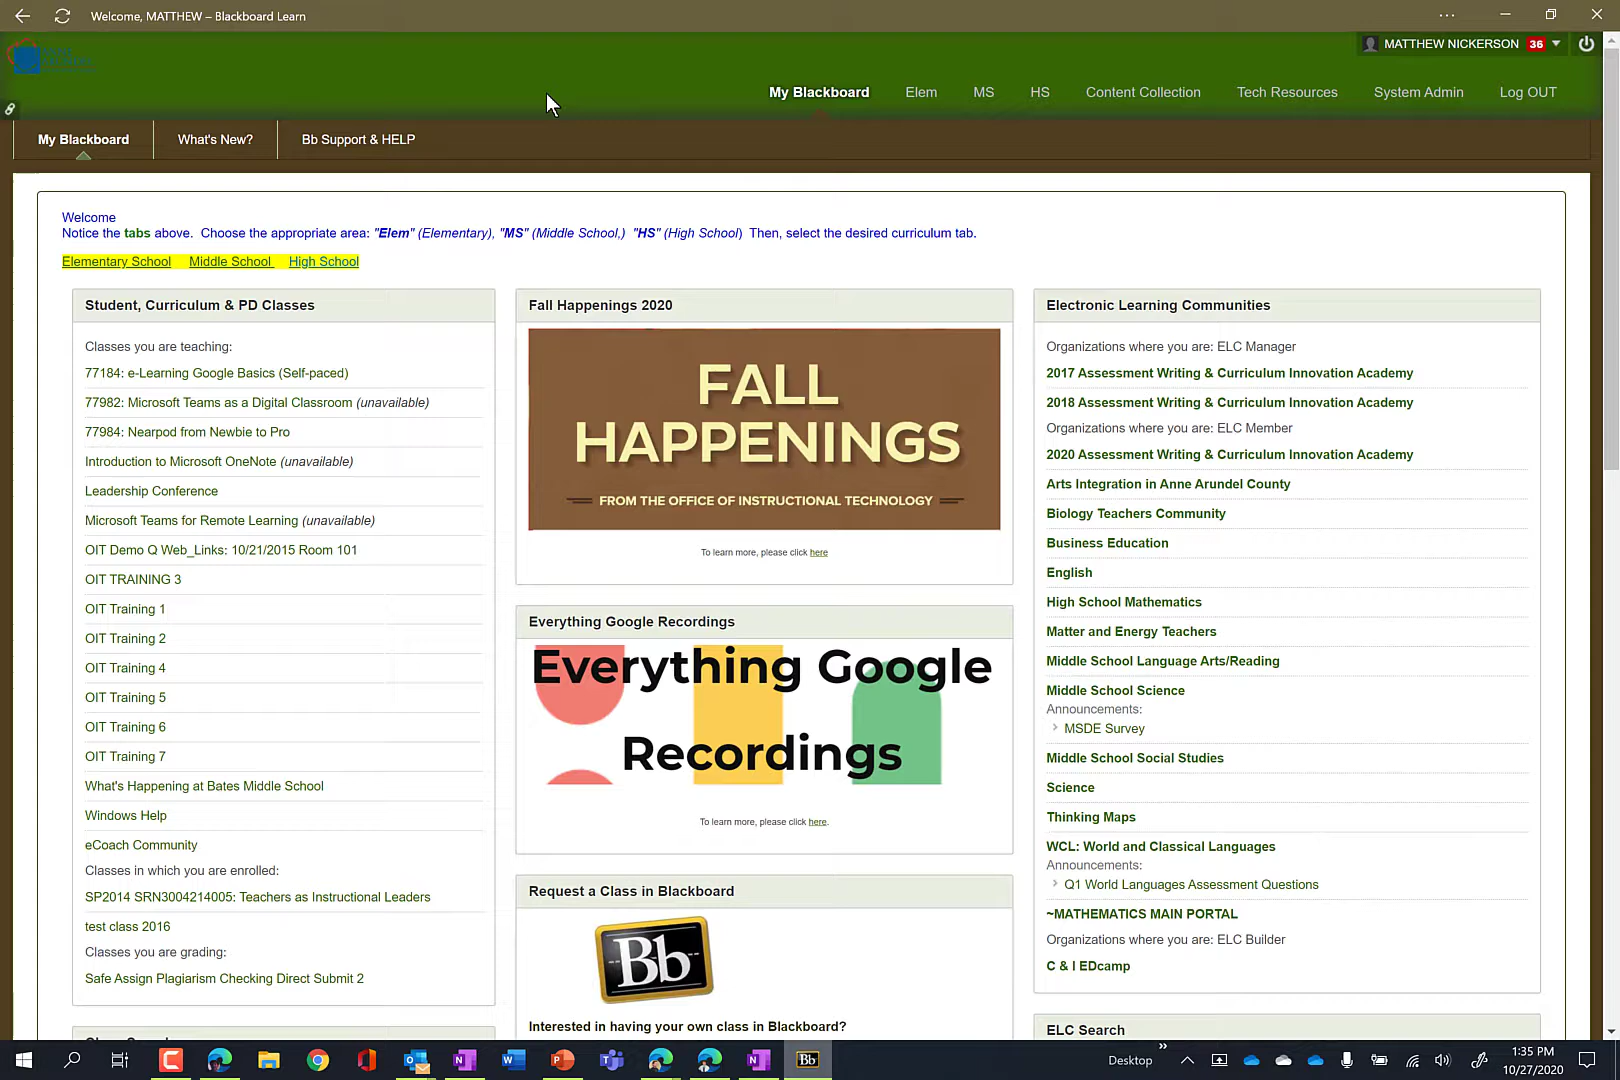 Welcome, MATTHEW – Blackboard Learn
MATTHEW NICKERSON 36
My Blackboard Elem MS HS Content Collection Tech Resources System Admin Log OUT
My Blackboard What's New? Bb Support & HELP
Welcome
Notice the tabs above. Choose the appropriate area: "Elem" (Elementary), "MS" (Middle School,) "HS" (High School) Then, select the desired curriculum tab.
Elementary School Middle School High School
Student, Curriculum & PD Classes
Classes you are teaching:
77184: e-Learning Google Basics (Self-paced)
77982: Microsoft Teams as a Digital Classroom (unavailable)
77984: Nearpod from Newbie to Pro
Introduction to Microsoft OneNote (unavailable)
Leadership Conference
Microsoft Teams for Remote Learning (unavailable)
OIT Demo Q Web_Links: 10/21/2015 Room 101
OIT TRAINING 3
OIT Training 1
OIT Training 2
OIT Training 4
OIT Training 5
OIT Training 6
OIT Training 7
What's Happening at Bates Middle School
Windows Help
eCoach Community
Classes in which you are enrolled:
SP2014 SRN3004214005: Teachers as Instructional Leaders
test class 2016
Classes you are grading:
Safe Assign Plagiarism Checking Direct Submit 2
Fall Happenings 2020
FALL
HAPPENINGS
FROM THE OFFICE OF INSTRUCTIONAL TECHNOLOGY
To learn more, please click here
Everything Google Recordings
Everything Google
Recordings
To learn more, please click here.
Request a Class in Blackboard
Bb
Interested in having your own class in Blackboard?
Electronic Learning Communities
Organizations where you are: ELC Manager
2017 Assessment Writing & Curriculum Innovation Academy
2018 Assessment Writing & Curriculum Innovation Academy
Organizations where you are: ELC Member
2020 Assessment Writing & Curriculum Innovation Academy
Arts Integration in Anne Arundel County
Biology Teachers Community
Business Education
English
High School Mathematics
Matter and Energy Teachers
Middle School Language Arts/Reading
Middle School Science
Announcements:
MSDE Survey
Middle School Social Studies
Science
Thinking Maps
WCL: World and Classical Languages
Announcements:
Q1 World Languages Assessment Questions
~MATHEMATICS MAIN PORTAL
Organizations where you are: ELC Builder
C & I EDcamp
ELC Search
Bb
Desktop
1:35 PM
10/27/2020